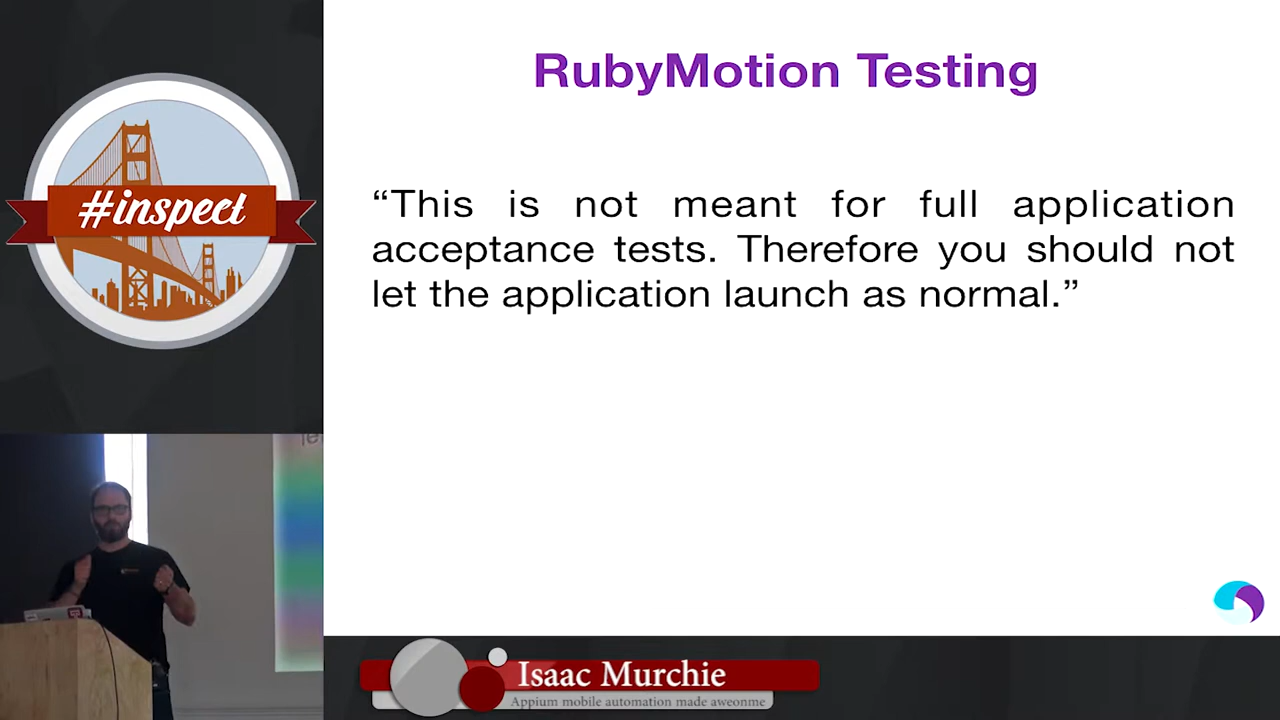 RubyMotion Testing
#inspect
“This is not meant for full application
acceptance tests. Therefore you should not
let the application launch as normal.”
Isaac Murchie
Appium mobile automation made aweonme